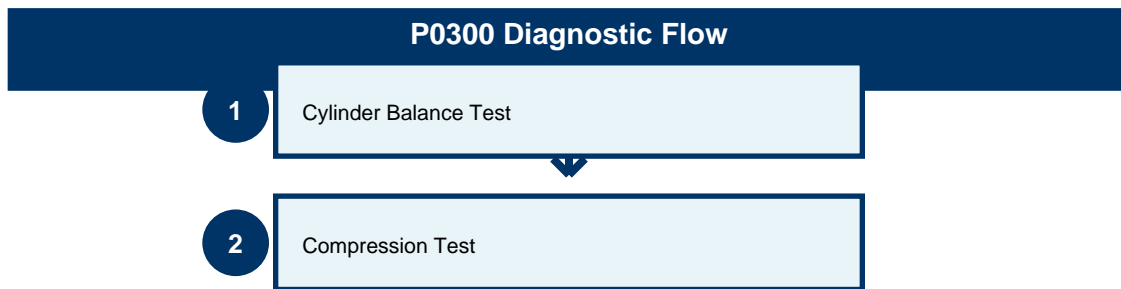 P0300 Diagnostic Flow
1
Cylinder Balance Test
2
Compression Test